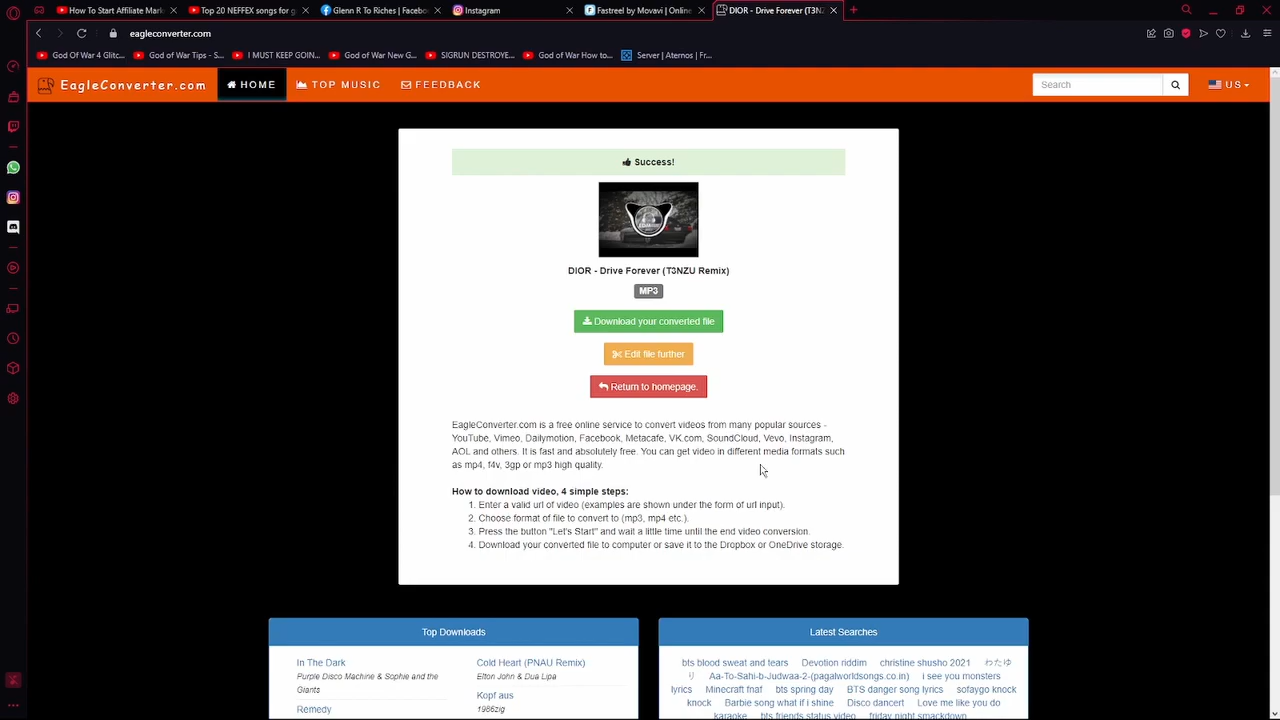 How To Start Affiliate Mark
Top 20 NEFFEX songs for g
Glenn R To Riches | Facebo
Instagram
Fastreel by Movavi | Online
DIOR - Drive Forever (T3NZ
eagleconverter.com
God Of War 4 Glitc...
God of War Tips - S...
I MUST KEEP GOIN...
God of War New G...
SIGRUN DESTROYE...
God of War How to...
Server | Aternos | Fr...
EagleConverter.com
HOME
TOP MUSIC
FEEDBACK
Search
US
Success!
DIOR - Drive Forever (T3NZU Remix)
MP3
Download your converted file
Edit file further
Return to homepage.
EagleConverter.com is a free online service to convert videos from many popular sources -
YouTube, Vimeo, Dailymotion, Facebook, Metacafe, VK.com, SoundCloud, Vevo, Instagram,
AOL and others. It is fast and absolutely free. You can get video in different media formats such
as mp4, f4v, 3gp or mp3 high quality.
How to download video, 4 simple steps:
1. Enter a valid url of video (examples are shown under the form of url input).
2. Choose format of file to convert to (mp3, mp4 etc.).
3. Press the button "Let's Start" and wait a little time until the end video conversion.
4. Download your converted file to computer or save it to the Dropbox or OneDrive storage.
Top Downloads
In The Dark
Purple Disco Machine & Sophie and the
Giants
Remedy
Cold Heart (PNAU Remix)
Elton John & Dua Lipa
Kopf aus
1986zig
Latest Searches
bts blood sweat and tears Devotion riddim christine shusho 2021 わたゆ
り Aa-To-Sahi-b-Judwaa-2-(pagalworldsongs.co.in) i see you monsters
lyrics Minecraft fnaf bts spring day BTS danger song lyrics sofaygo knock
knock Barbie song what if i shine Disco dancert Love me like you do
karaoke bts friends status video friday night smackdown